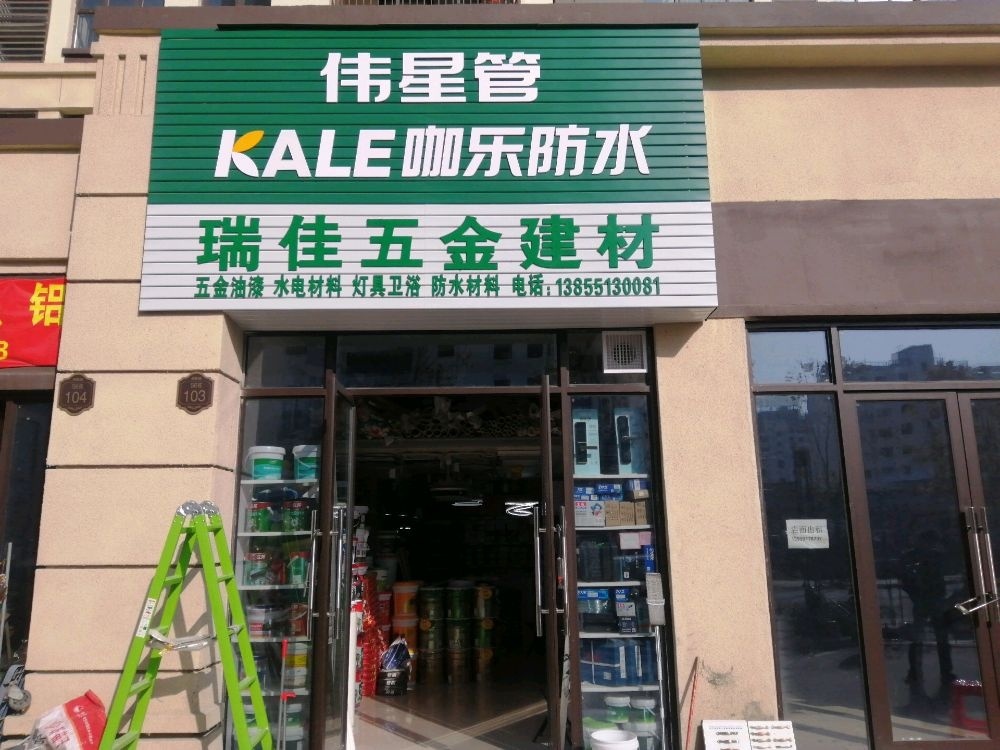 伟星管
KALE咖乐防水
瑞佳五金建材
五金油漆 水电材料 灯具卫浴 防水材料 电话:13855130081
铝
104
103